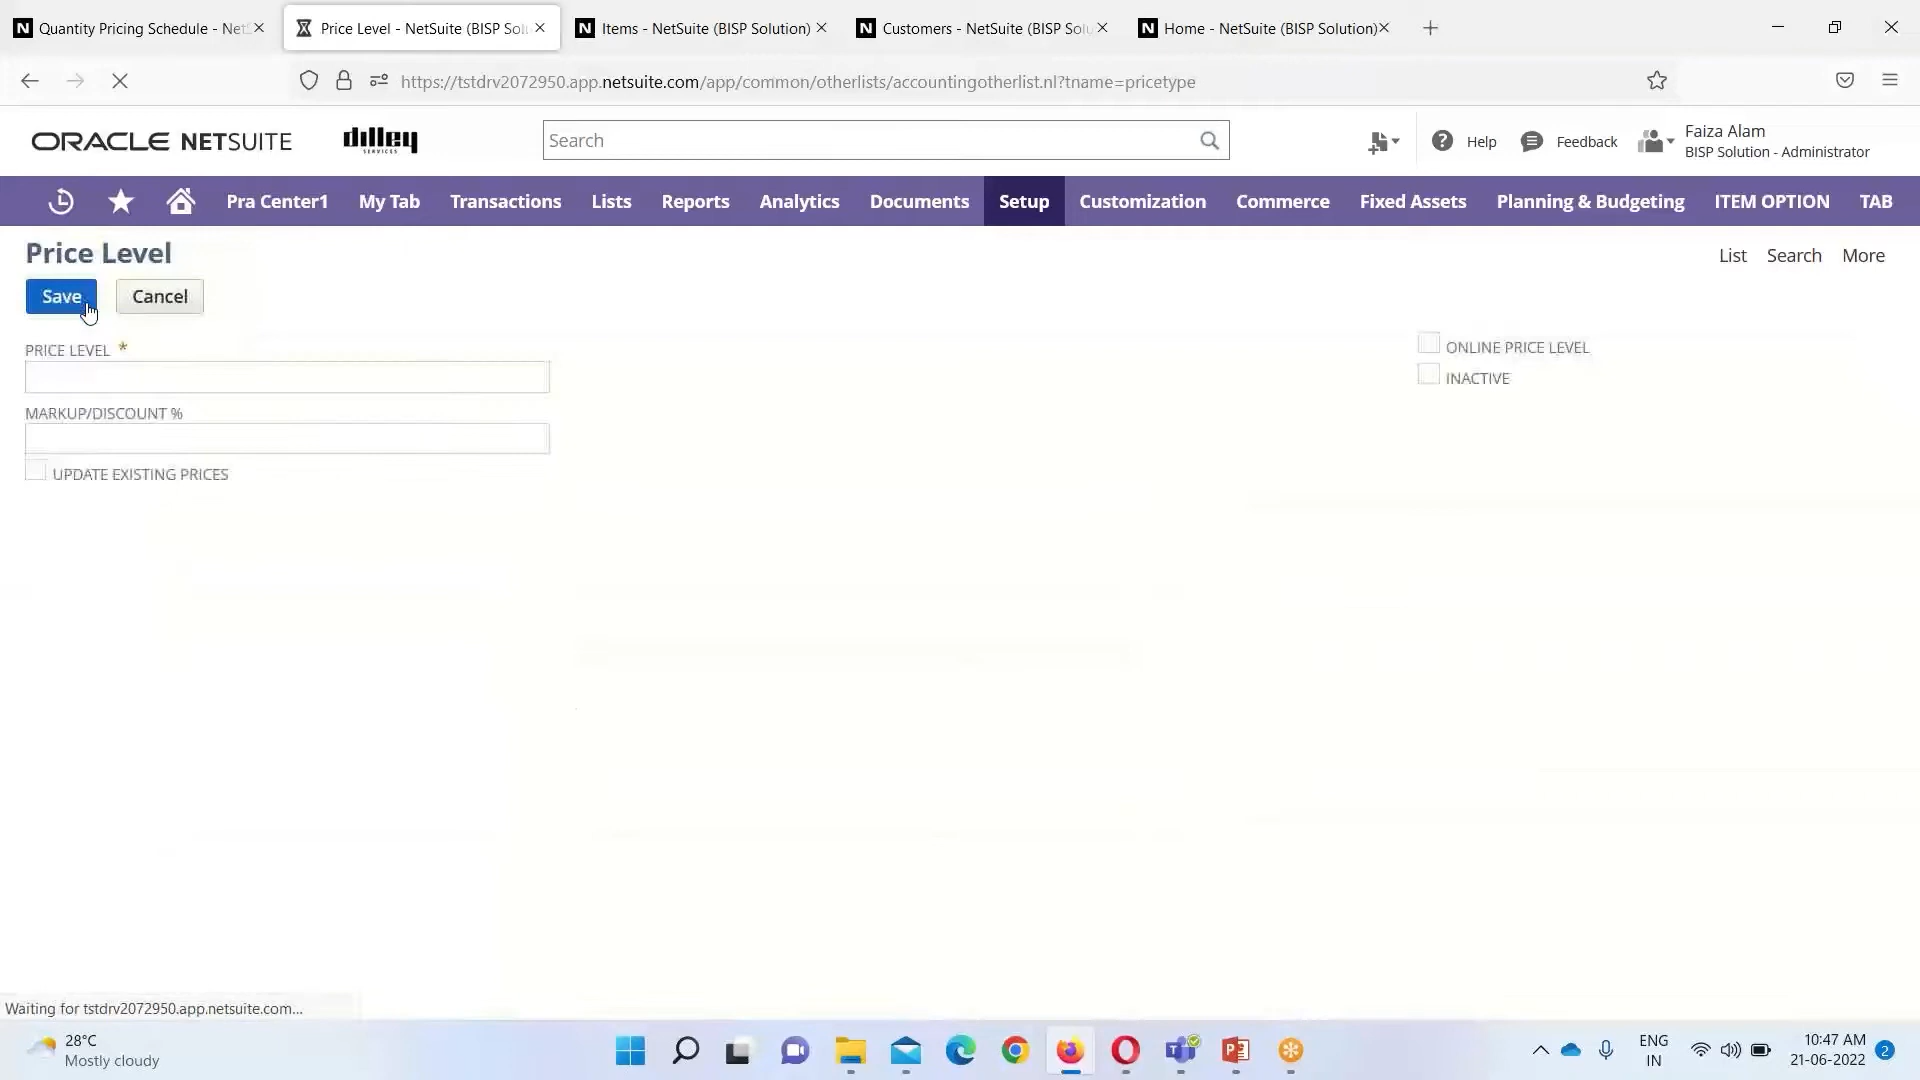 Quantity Pricing Schedule - Net
Price Level - NetSuite (BISP Sol
Items - NetSuite (BISP Solution)
Customers - NetSuite (BISP Solu
Home - NetSuite (BISP Solution)
https://tstdrv2072950.app.netsuite.com/app/common/otherlists/accountingotherlist.nl?tname=pricetype
ORACLE NETSUITE
dilley
SERVICES
Search
Help
Feedback
Faiza Alam
BISP Solution - Administrator
Pra Center1 My Tab Transactions Lists Reports Analytics Documents Setup Customization Commerce Fixed Assets Planning & Budgeting ITEM OPTION TAB
Price Level
List Search More
Save Cancel
PRICE LEVEL *
MARKUP/DISCOUNT %
UPDATE EXISTING PRICES
ONLINE PRICE LEVEL
INACTIVE
Waiting for tstdrv2072950.app.netsuite.com...
28°C
Mostly cloudy
ENG
IN
10:47 AM
21-06-2022
2